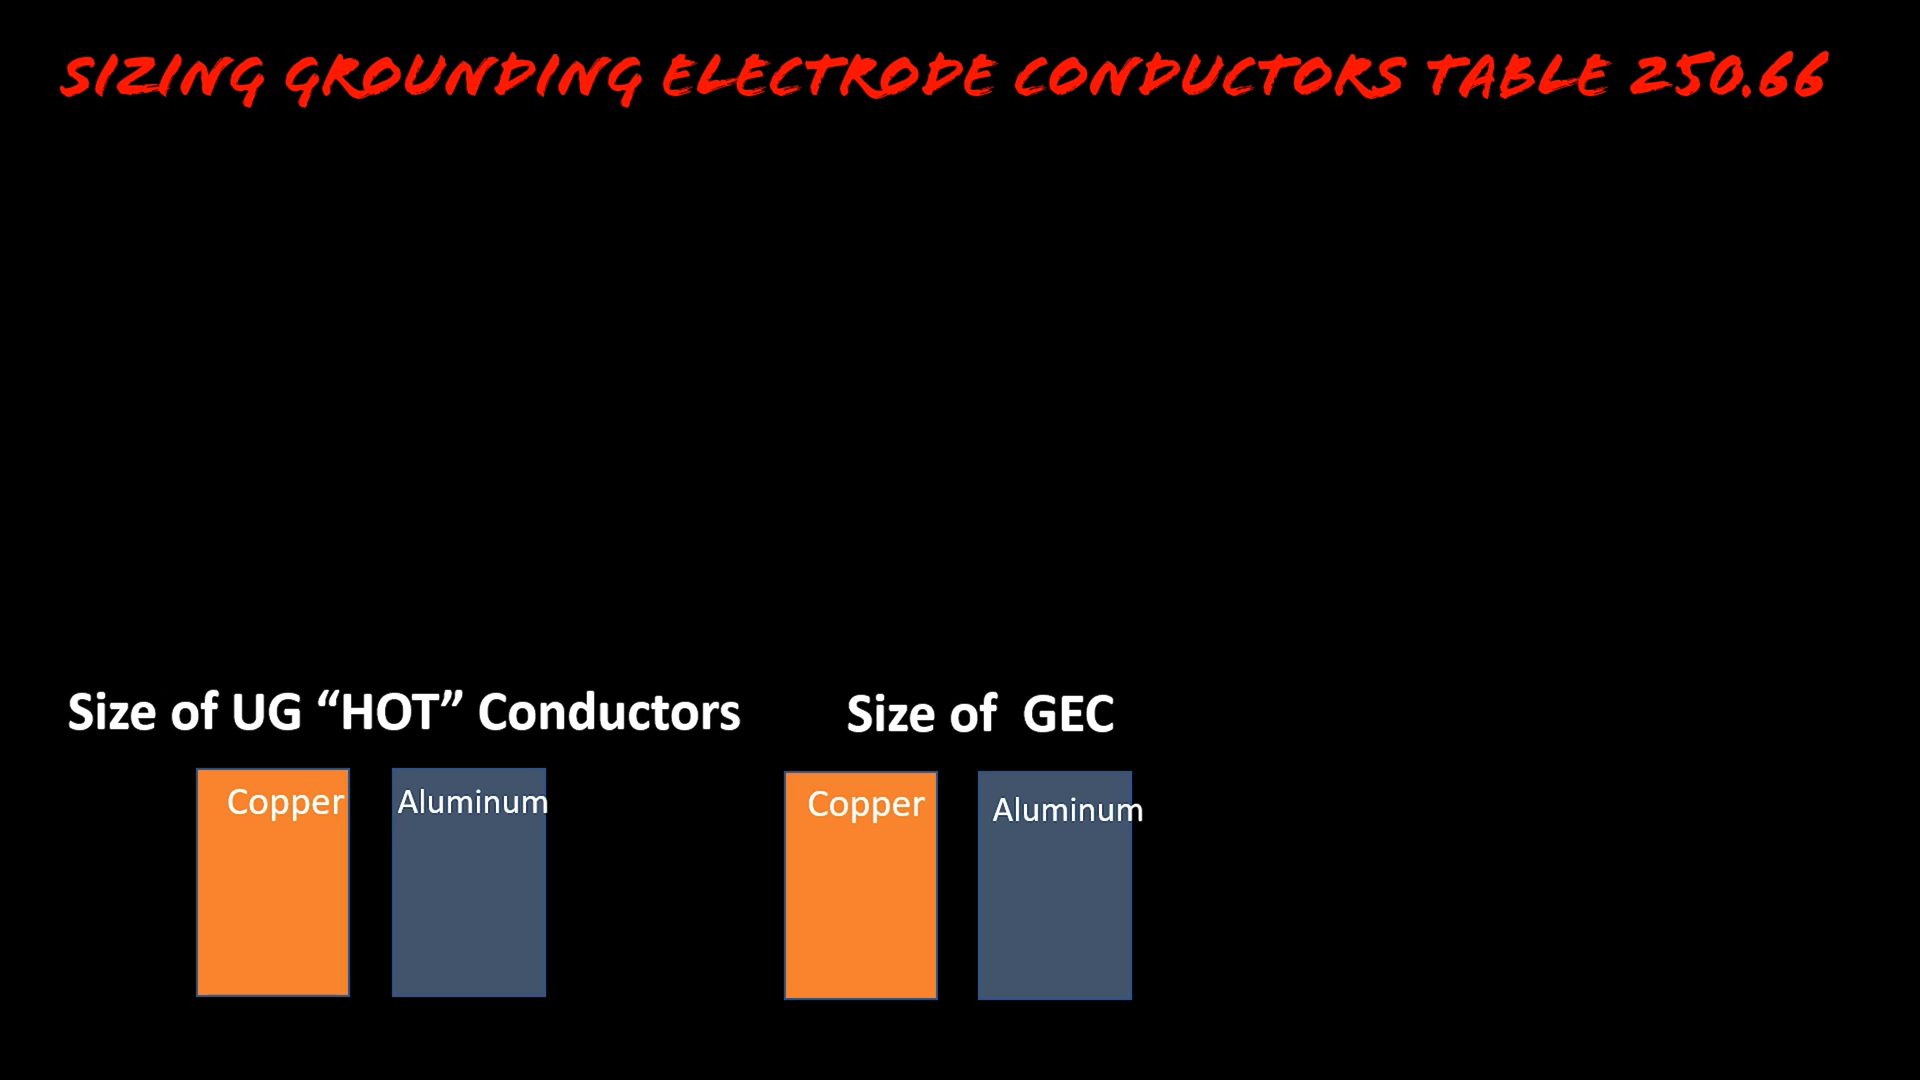 SIZING GROUNDING ELECTRODE CONDUCTORS TABLE 250.66
Size of UG “HOT” Conductors
Size of GEC
Copper
Aluminum
Copper
Aluminum